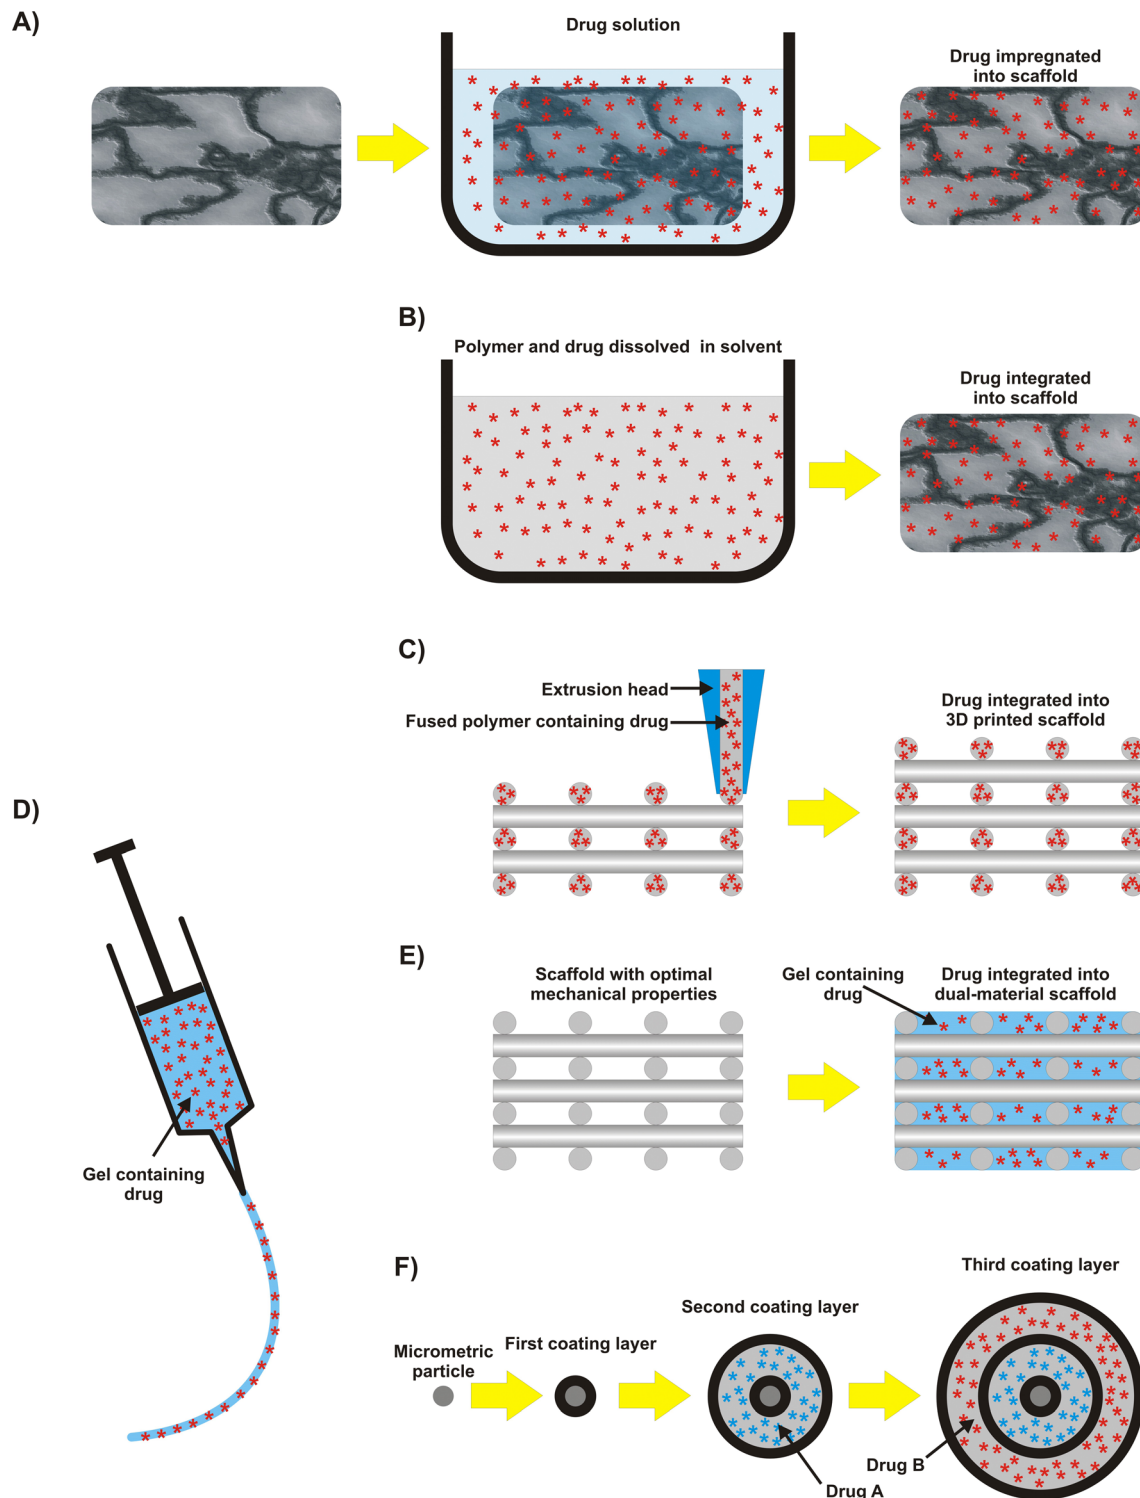 A)
Drug solution
Drug impregnated
into scaffold
B)
Polymer and drug dissolved in solvent
Drug integrated
into scaffold
C)
Extrusion head
Fused polymer containing drug
Drug integrated into
3D printed scaffold
D)
Gel containing
drug
E)
Scaffold with optimal
mechanical properties
Gel containing
drug
Drug integrated into
dual-material scaffold
F)
Micrometric
particle
First coating layer
Second coating layer
Third coating layer
Drug A
Drug B